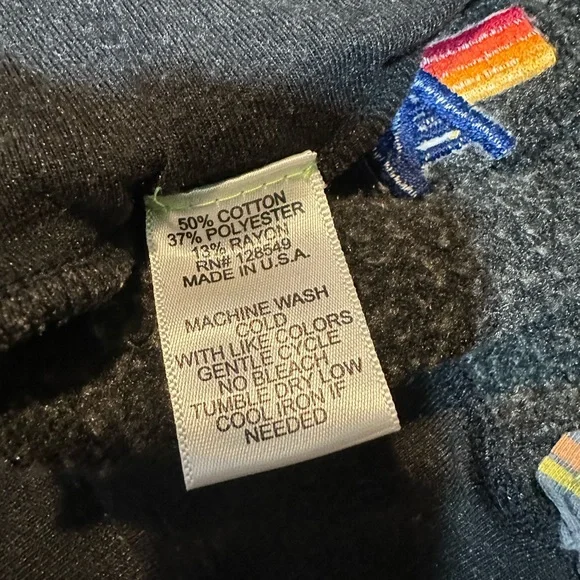 50% COTTON
37% POLYESTER
13% RAYON
RN# 128549
MADE IN U.S.A.
MACHINE WASH
COLD
WITH LIKE COLORS
GENTLE CYCLE
NO BLEACH
TUMBLE DRY LOW
COOL IRON IF
NEEDED